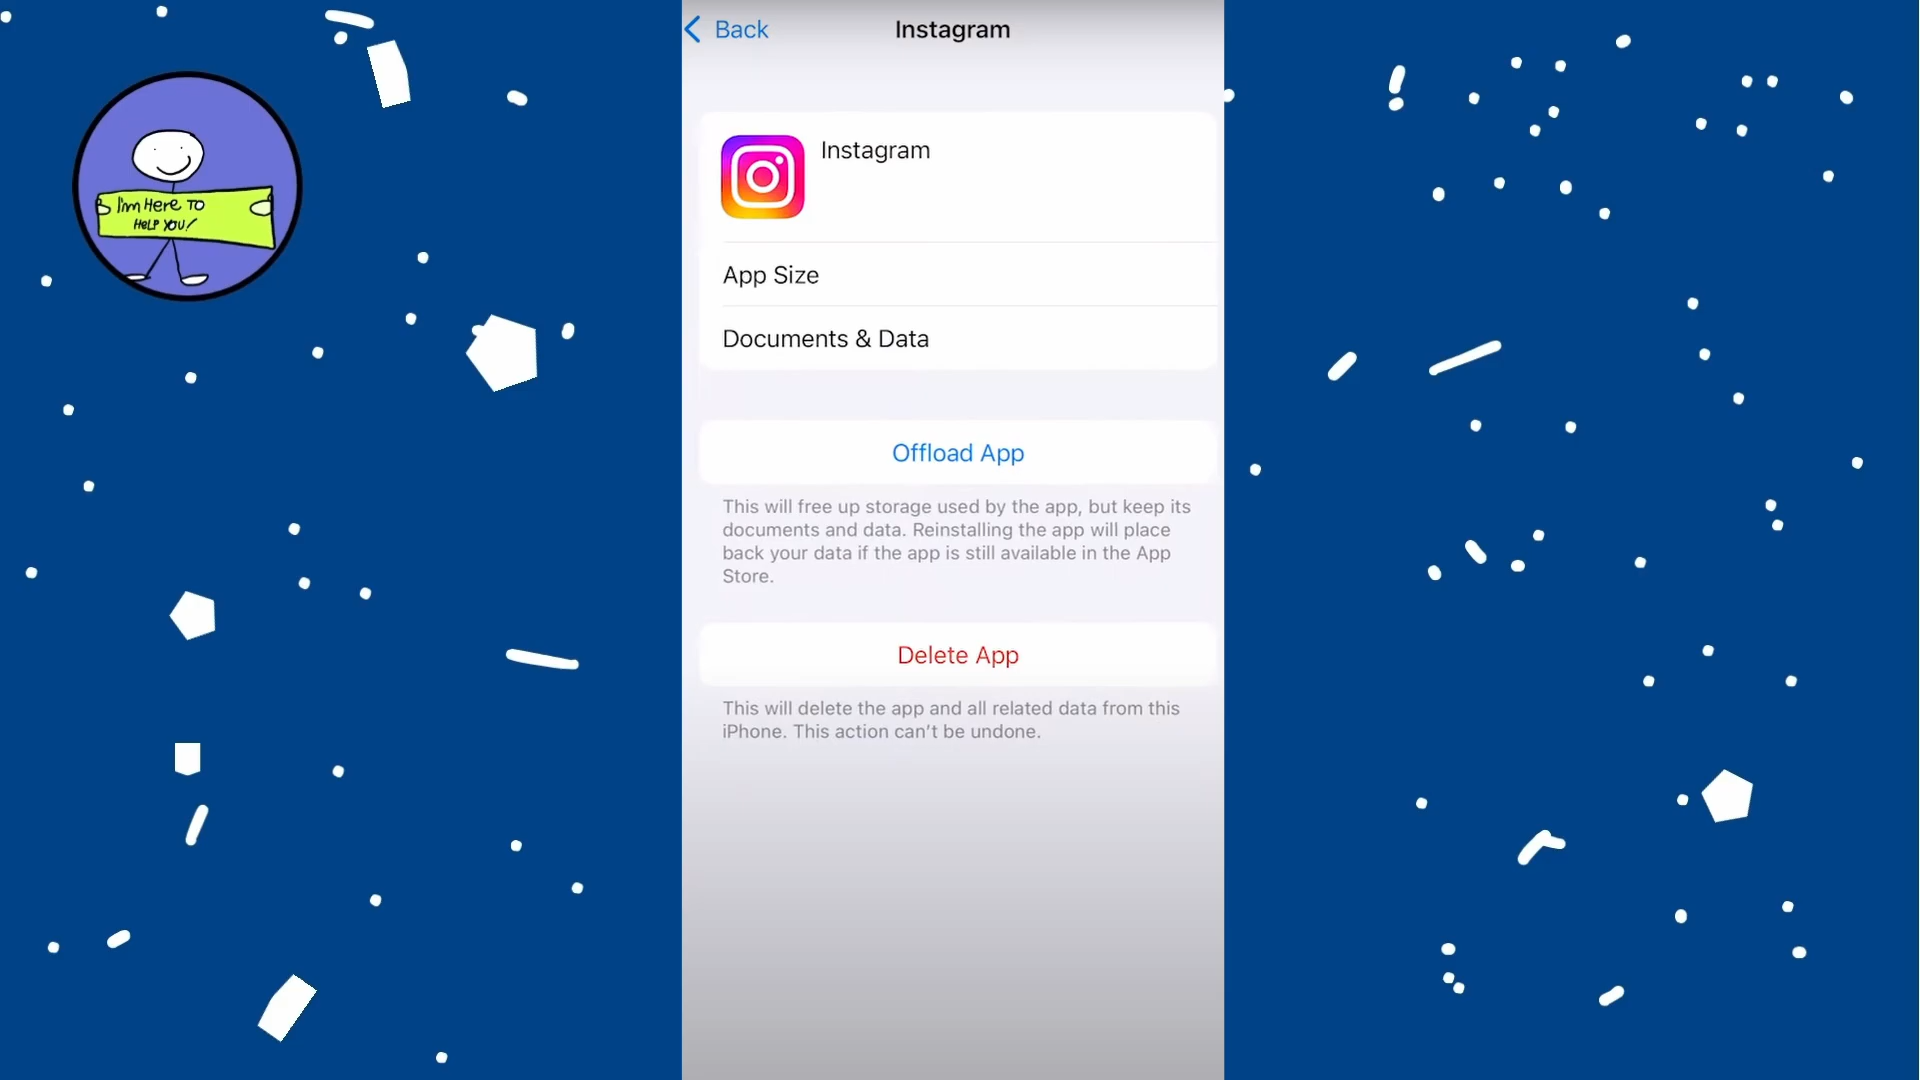 Back
Instagram
I'm Here To
Help You!
Instagram
App Size
Documents & Data
Offload App
This will free up storage used by the app, but keep its
documents and data. Reinstalling the app will place
back your data if the app is still available in the App
Store.
Delete App
This will delete the app and all related data from this
iPhone. This action can’t be undone.